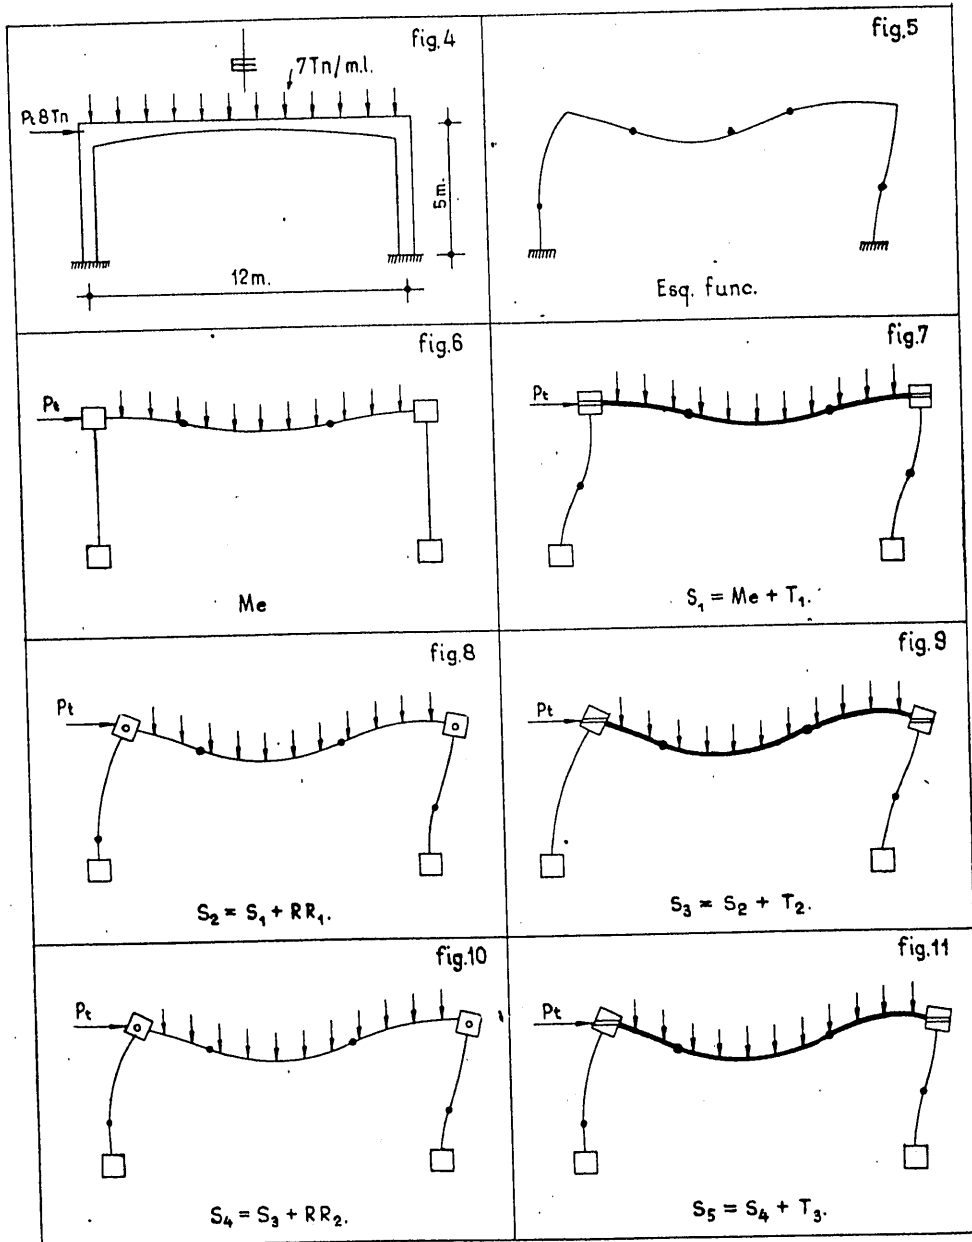 fig.4
7Tn/m.l.
Pt 8Tn
5m.
12m.
fig.5
Esq. func.
fig.6
Pt
Me
fig.7
Pt
S₁ = Me + T₁.
fig.8
Pt
S₂ = S₁ + RR₁.
fig.9
Pt
S₃ = S₂ + T₂.
fig.10
Pt
S₄ = S₃ + RR₂.
fig.11
Pt
S₅ = S₄ + T₃.